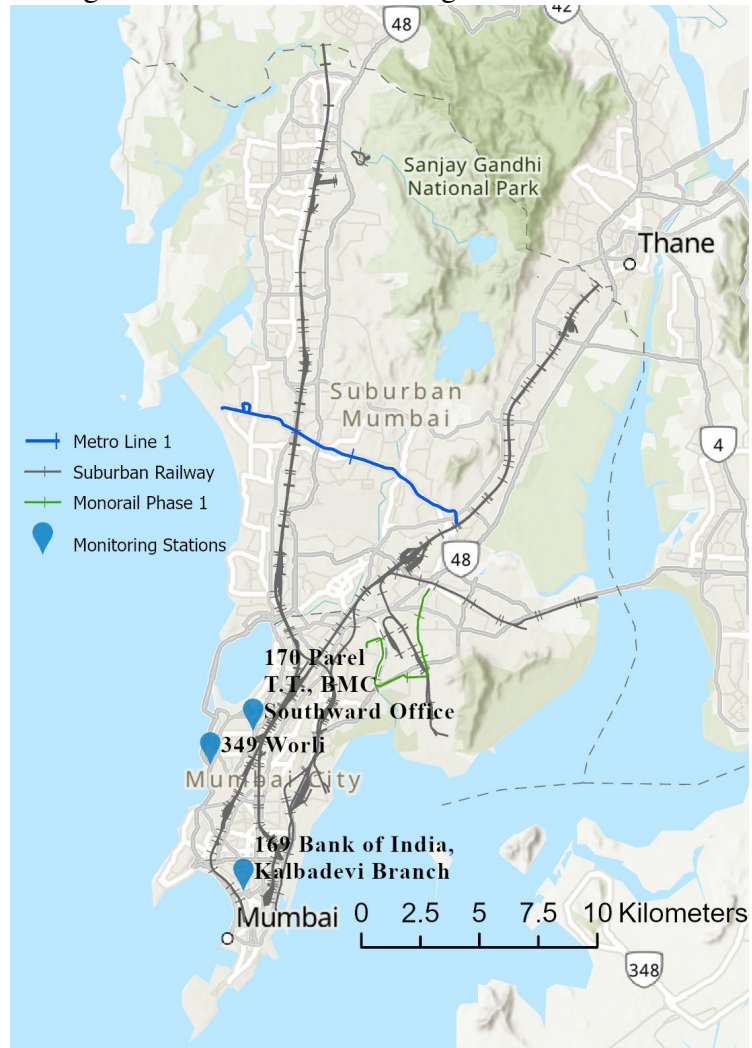 48
42
Sanjay Gandhi
National Park
Thane
Suburban
Mumbai
Metro Line 1
Suburban Railway
Monorail Phase 1
Monitoring Stations
4
48
170 Parel
T.T., BMC
Southward Office
349 Worli
Mumbai City
169 Bank of India,
Kalbadevi Branch
Mumbai
0 2.5 5 7.5 10 Kilometers
348